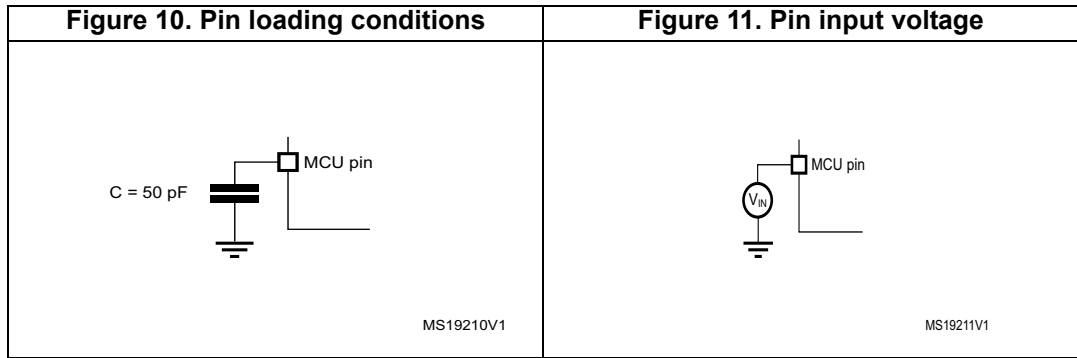 Figure 10. Pin loading conditions
Figure 11. Pin input voltage
MCU pin
C = 50 pF
MS19210V1
MCU pin
VIN
MS19211V1